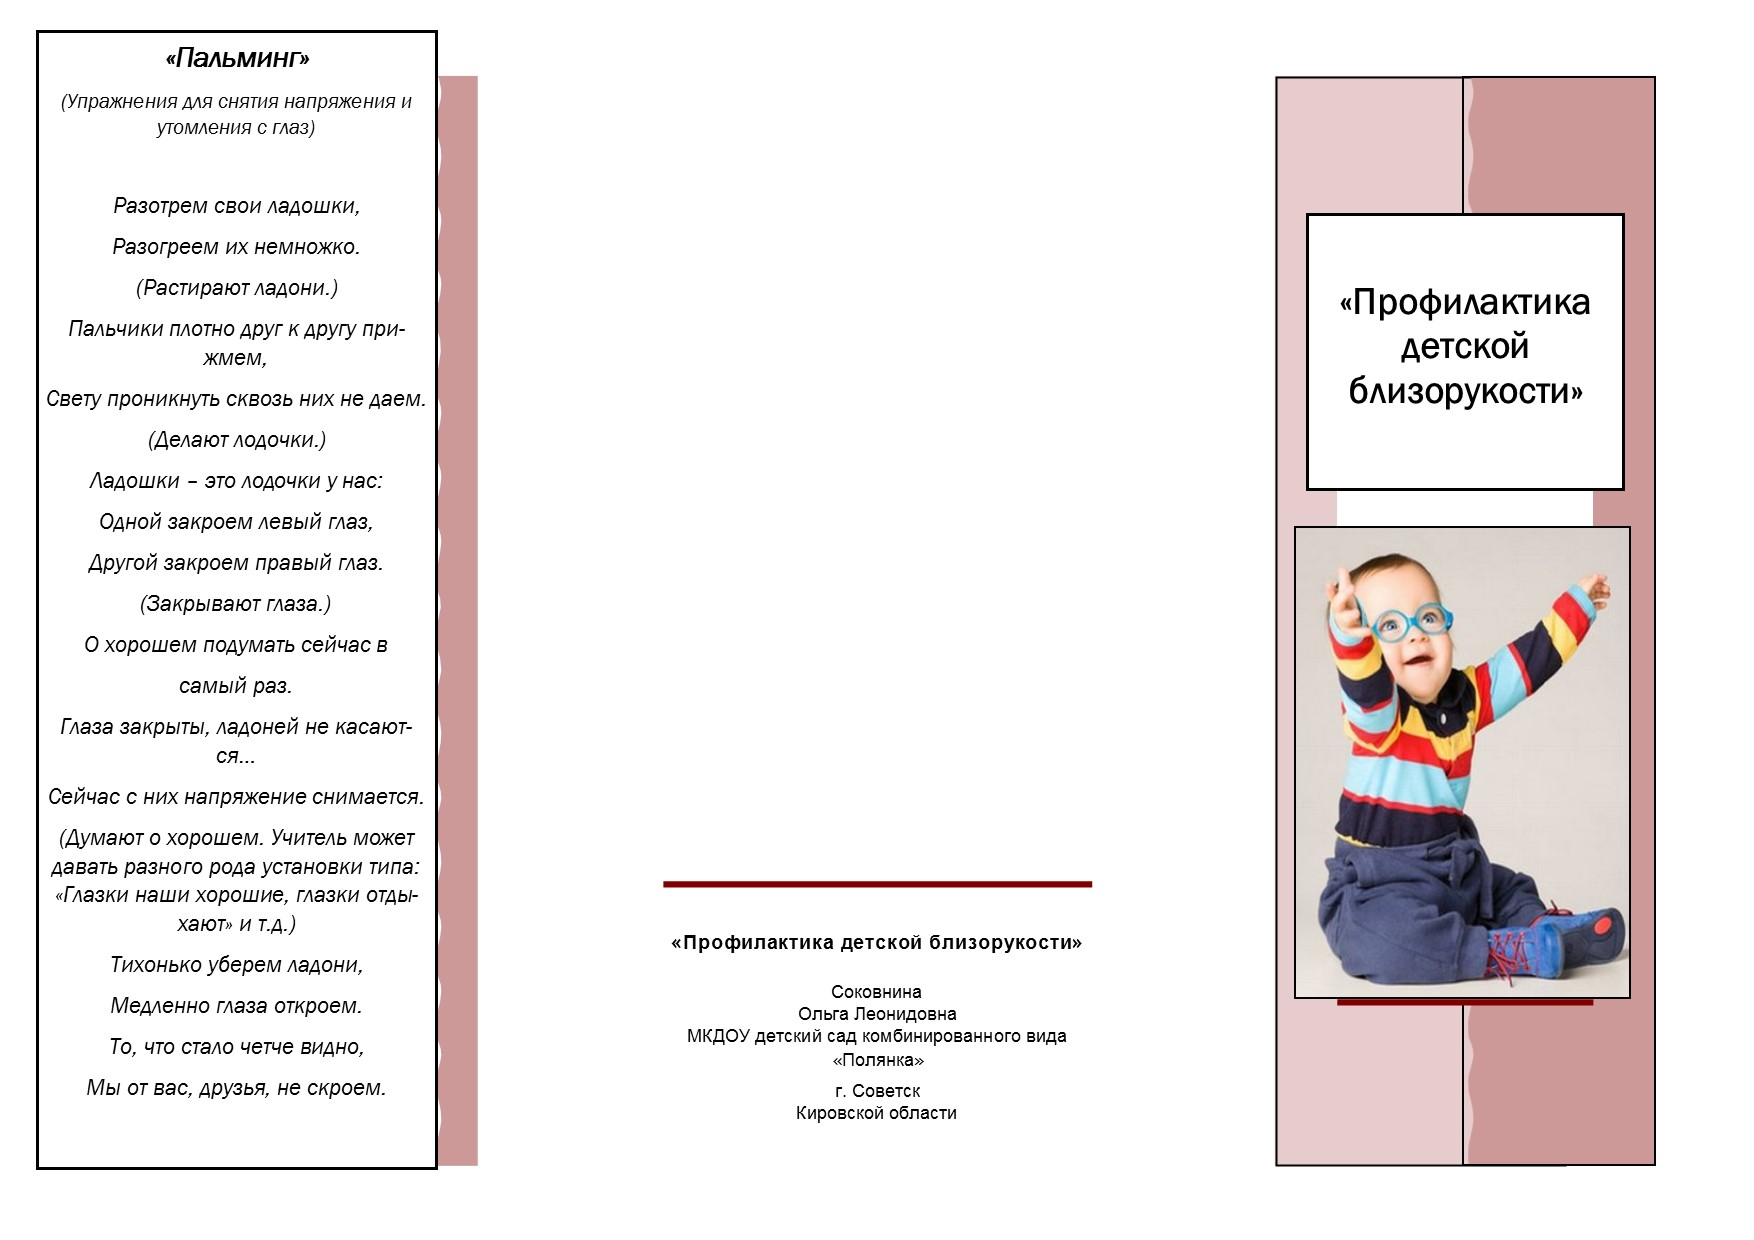 «Пальминг»
(Упражнения для снятия напряжения и
утомления с глаз)
Разотрем свои ладошки,
Разогреем их немножко.
(Растирают ладони.)
Пальчики плотно друг к другу при-
жмем,
Свету проникнуть сквозь них не даем.
(Делают лодочки.)
Ладошки – это лодочки у нас:
Одной закроем левый глаз,
Другой закроем правый глаз.
(Закрывают глаза.)
О хорошем подумать сейчас в
самый раз.
Глаза закрыты, ладоней не касают-
ся...
Сейчас с них напряжение снимается.
(Думают о хорошем. Учитель может
давать разного рода установки типа:
«Глазки наши хорошие, глазки отды-
хают» и т.д.)
Тихонько уберем ладони,
Медленно глаза откроем.
То, что стало четче видно,
Мы от вас, друзья, не скроем.
«Профилактика детской близорукости»
Соковнина
Ольга Леонидовна
МКДОУ детский сад комбинированного вида
«Полянка»
г. Советск
Кировской области
«Профилактика
детской
близорукости»